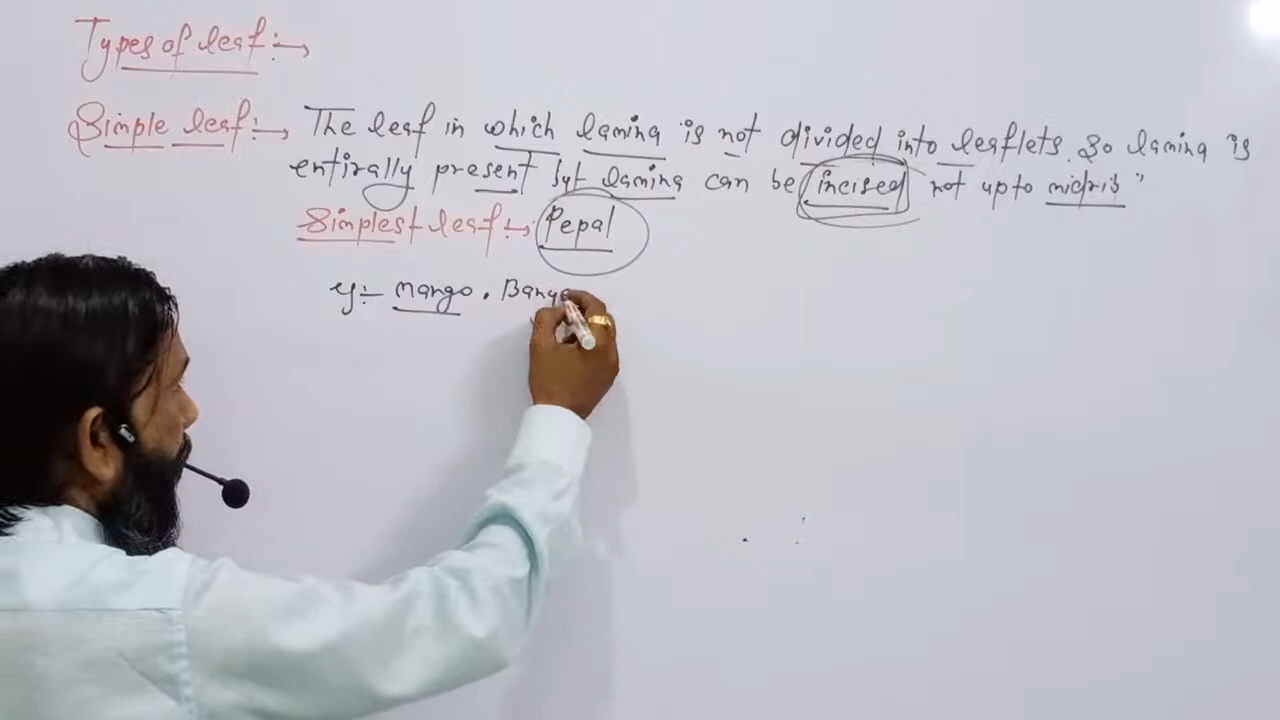 Types of leaf :→
Simple leaf :→ The leaf in which lamina is not divided into leaflets. So lamina is
entirally present but lamina can be incised not upto midrib"
Simplest leaf :→ Pepal
eg:- Mango, Banya